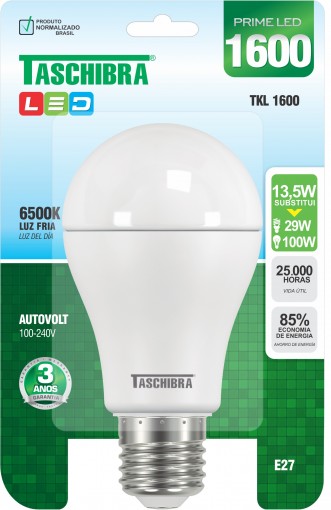 PRODUTO
NORMALIZADO
BRASIL
PRIME LED
1600
TASCHIBRA
LED
TKL 1600
6500K
LUZ FRIA
LUZ DEL DÍA
13,5W
SUBSTITUI
29W
100W
25.000
HORAS
VIDA ÚTIL
AUTOVOLT
100-240V
85%
ECONOMIA
DE ENERGIA
AHORRO DE ENERGÍA
3
ANOS
GARANTIA
TASCHIBRA
E27